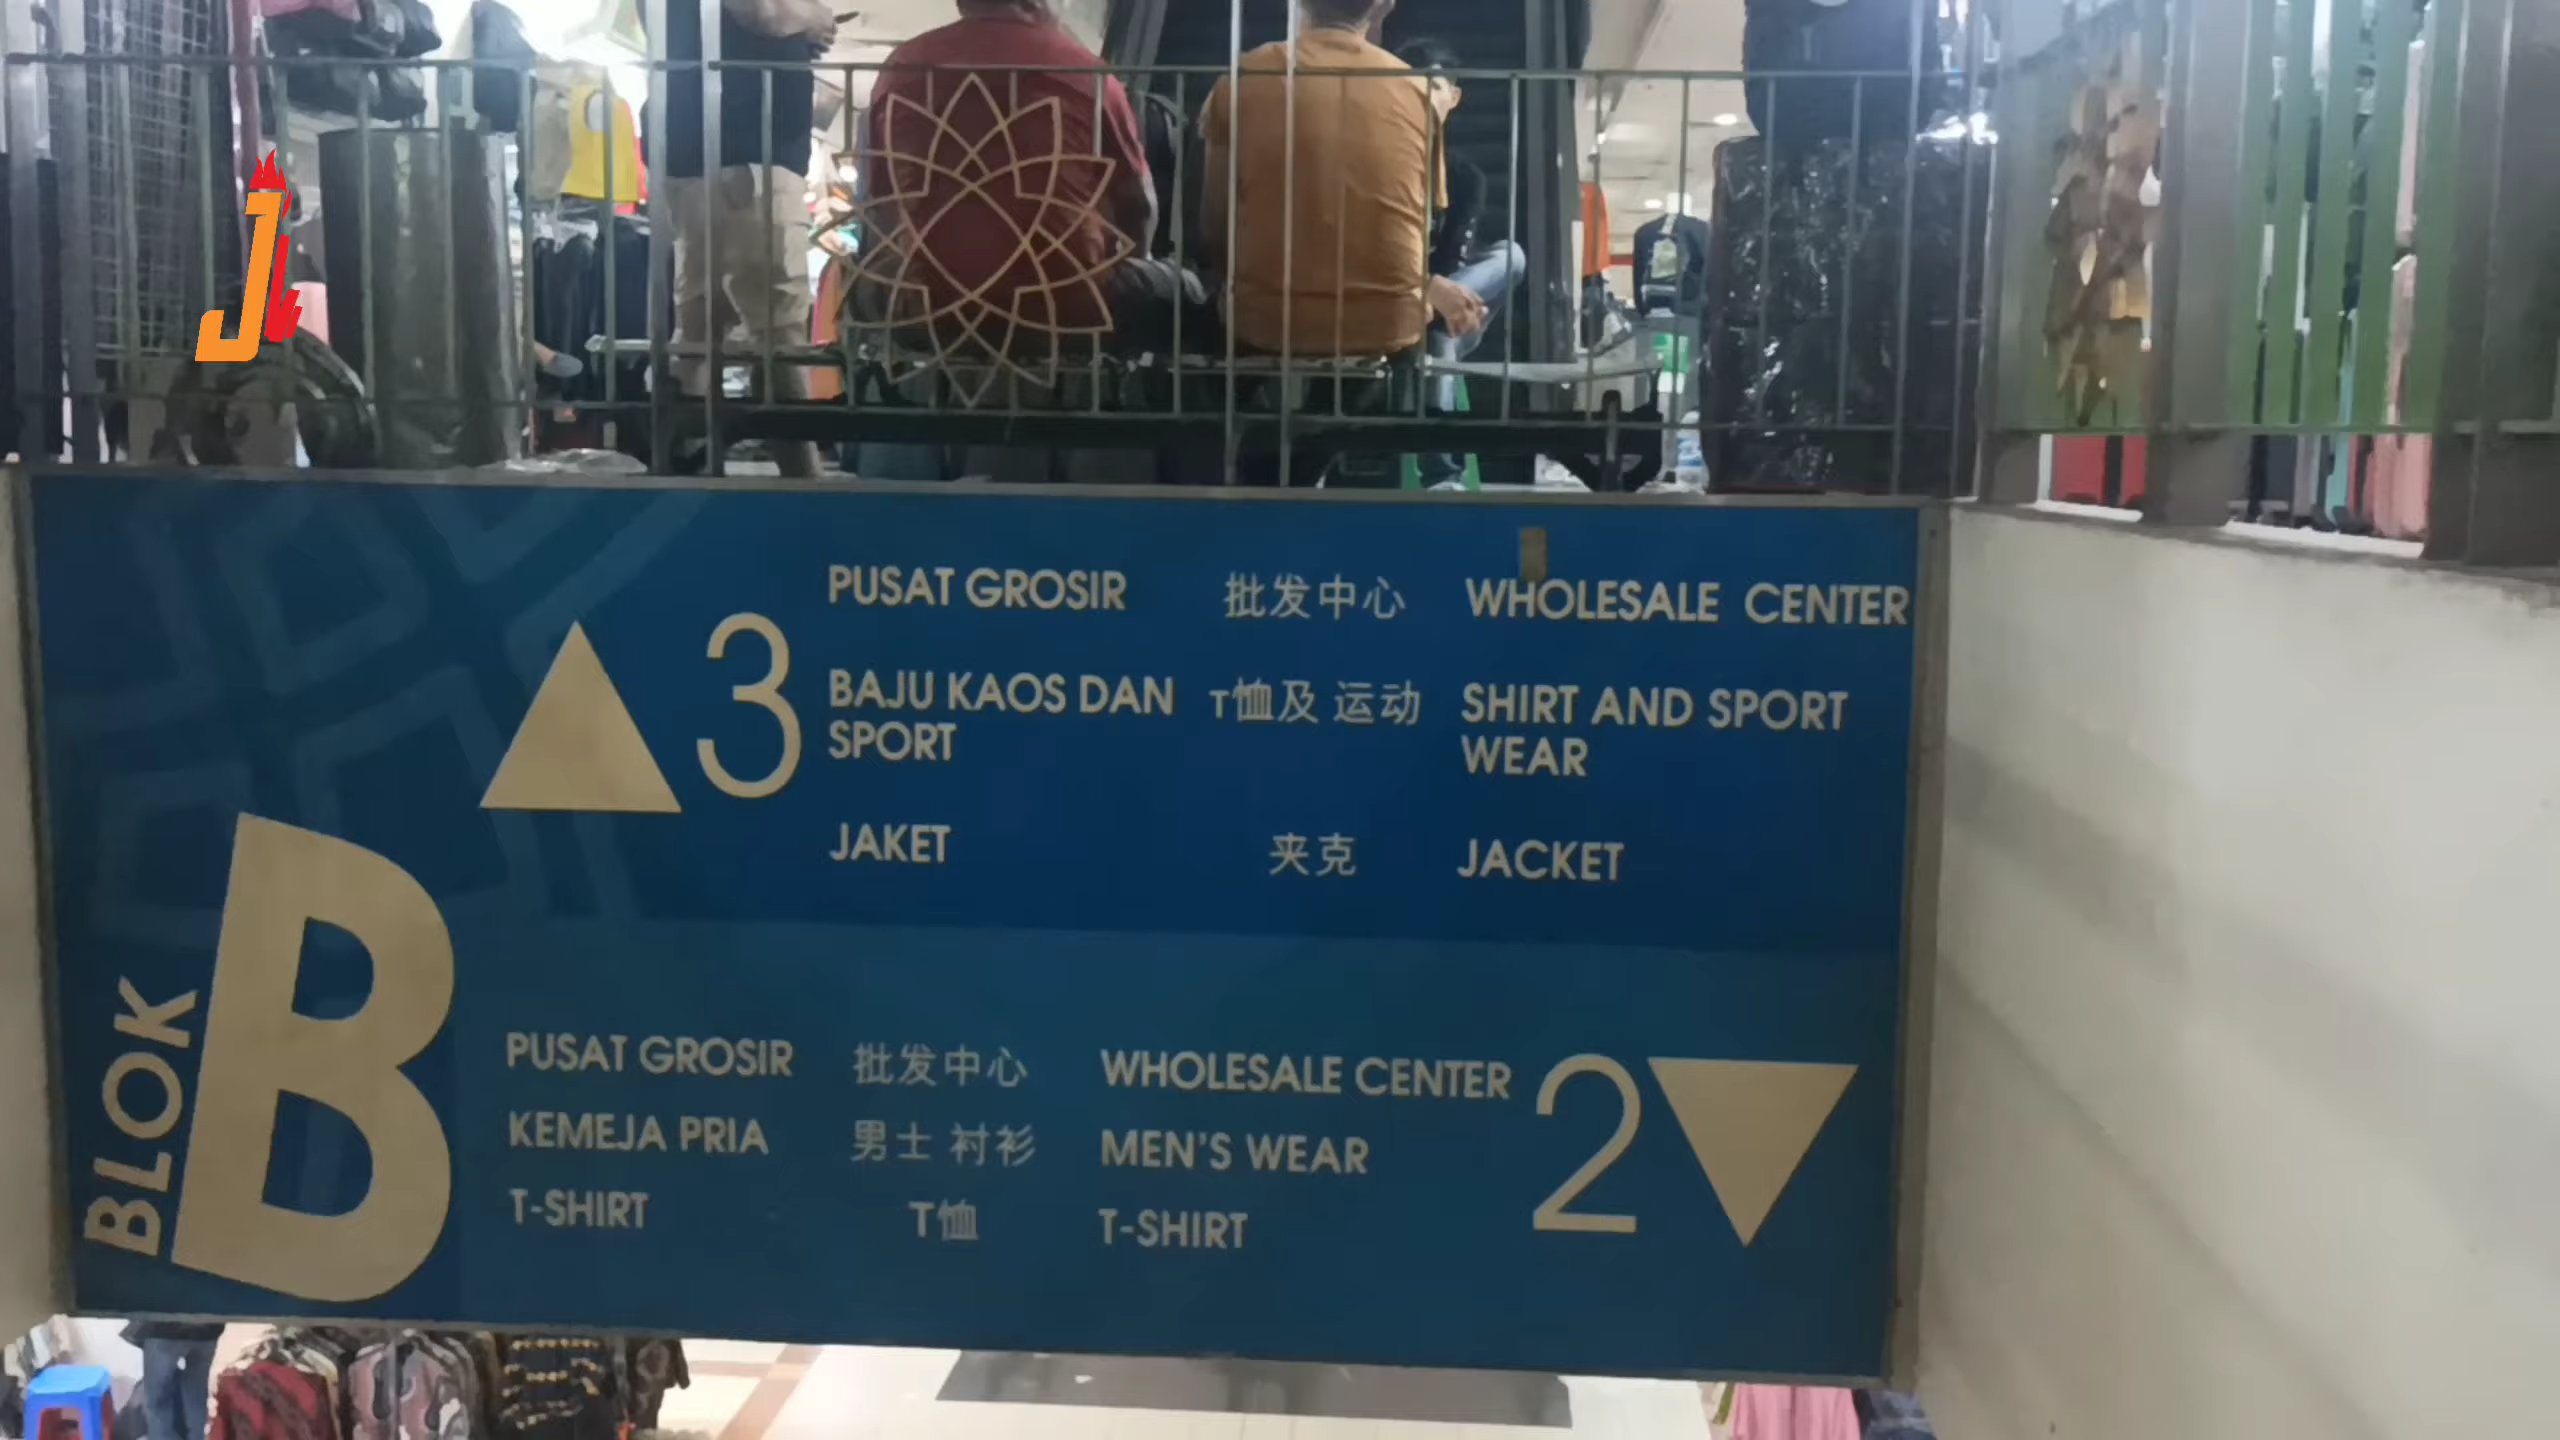 3
PUSAT GROSIR 批发中心 WHOLESALE CENTER
BAJU KAOS DAN SPORT T恤及 运动 SHIRT AND SPORT WEAR
JAKET 夹克 JACKET
BLOK B
PUSAT GROSIR 批发中心 WHOLESALE CENTER
KEMEJA PRIA 男士 衬衫 MEN'S WEAR
T-SHIRT T恤 T-SHIRT
2